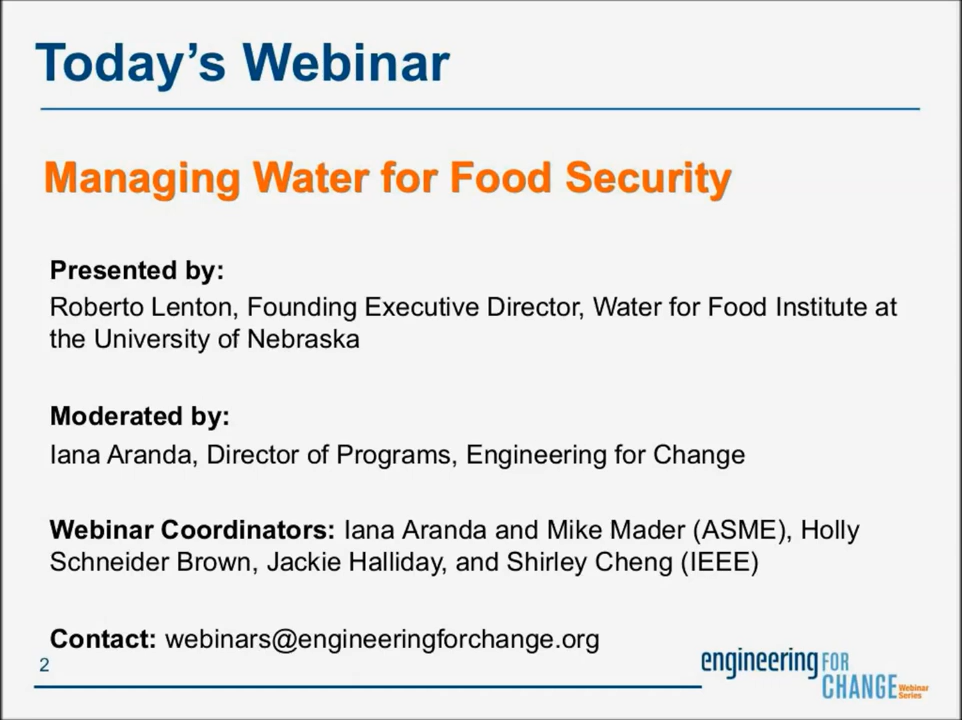 Today’s Webinar
Managing Water for Food Security
Presented by:
Roberto Lenton, Founding Executive Director, Water for Food Institute at
the University of Nebraska
Moderated by:
Iana Aranda, Director of Programs, Engineering for Change
Webinar Coordinators: Iana Aranda and Mike Mader (ASME), Holly
Schneider Brown, Jackie Halliday, and Shirley Cheng (IEEE)
Contact: webinars@engineeringforchange.org
2
engineering FOR
CHANGE Webinar
Series